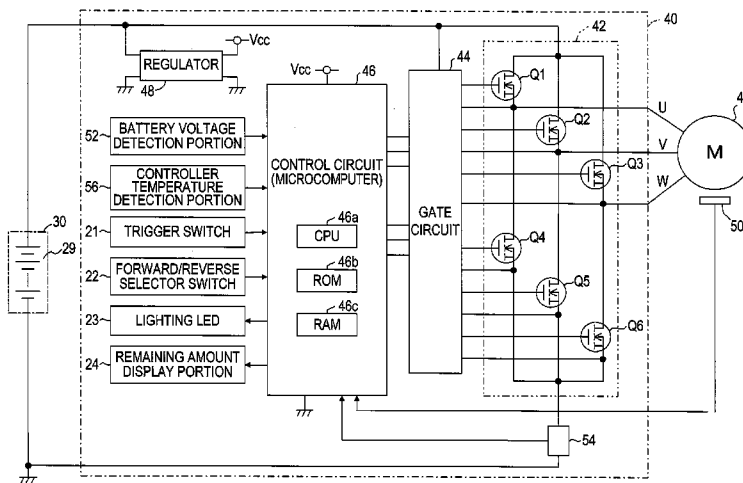 40
42
Vcc
44
REGULATOR
48
Vcc
46
Q1
U
4
52
BATTERY VOLTAGE
DETECTION PORTION
Q2
V
M
56
CONTROLLER
TEMPERATURE
DETECTION PORTION
CONTROL CIRCUIT
(MICROCOMPUTER)
Q3
W
GATE
CIRCUIT
50
30
29
21
TRIGGER SWITCH
46a
CPU
Q4
22
FORWARD/REVERSE
SELECTOR SWITCH
46b
ROM
Q5
23
LIGHTING LED
46c
RAM
Q6
24
REMAINING AMOUNT
DISPLAY PORTION
54